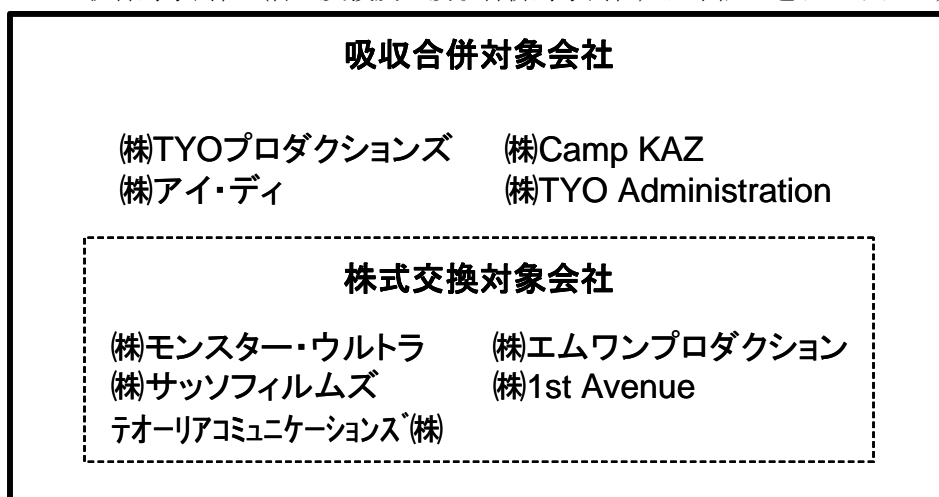 吸収合併対象会社
㈱TYOプロダクションズ ㈱Camp KAZ
㈱アイ・ディ ㈱TYO Administration
株式交換対象会社
㈱モンスター・ウルトラ ㈱エムワンプロダクション
㈱サッソフィルムズ ㈱1st Avenue
テオーリアコミュニケーションズ㈱